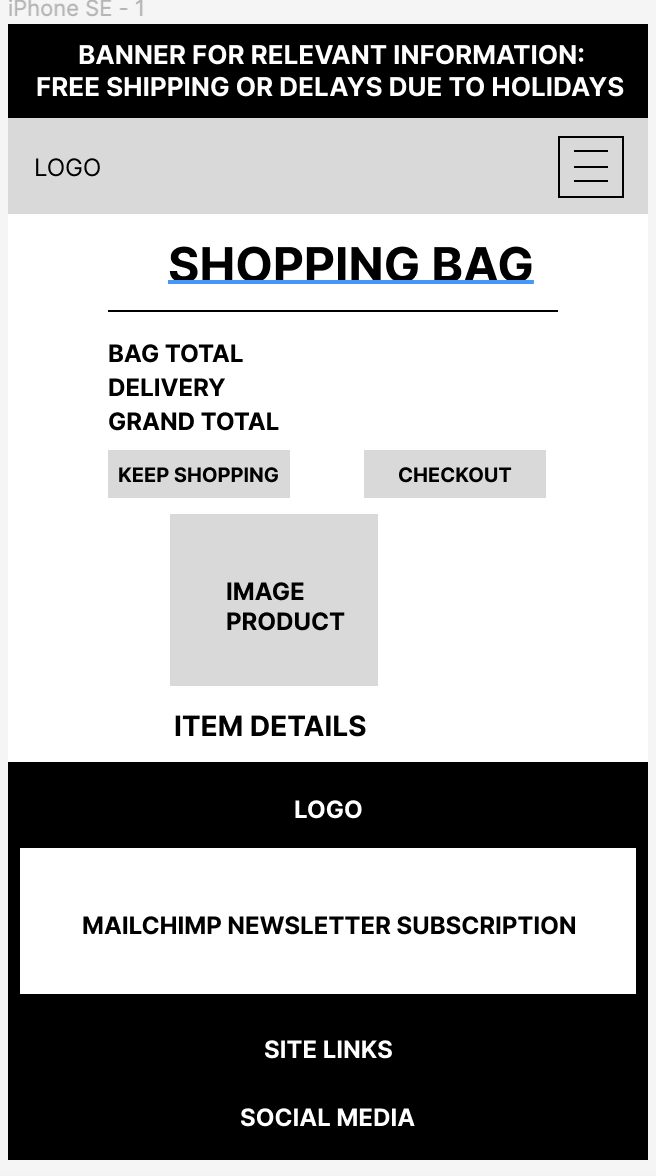 iPhone SE - 1
BANNER FOR RELEVANT INFORMATION:
FREE SHIPPING OR DELAYS DUE TO HOLIDAYS
LOGO
SHOPPING BAG
BAG TOTAL
DELIVERY
GRAND TOTAL
KEEP SHOPPING
CHECKOUT
IMAGE
PRODUCT
ITEM DETAILS
LOGO
MAILCHIMP NEWSLETTER SUBSCRIPTION
SITE LINKS
SOCIAL MEDIA